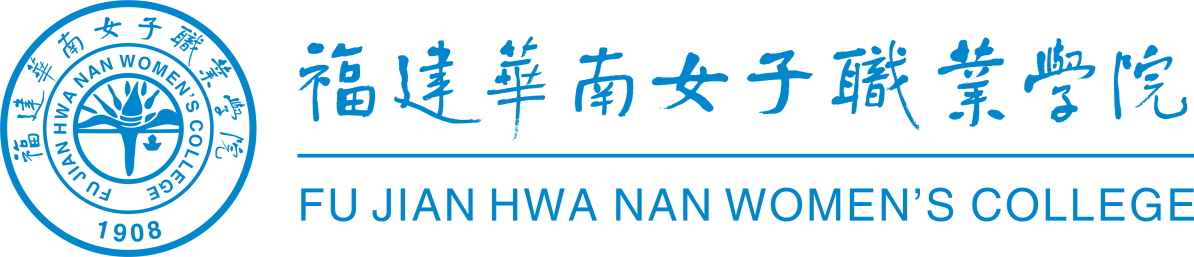 福建華南女子職業學院
FU JIAN HWA NAN WOMEN'S COLLEGE
1908
福建華南女子職業學院
FU JIAN HWA NAN WOMEN’S COLLEGE